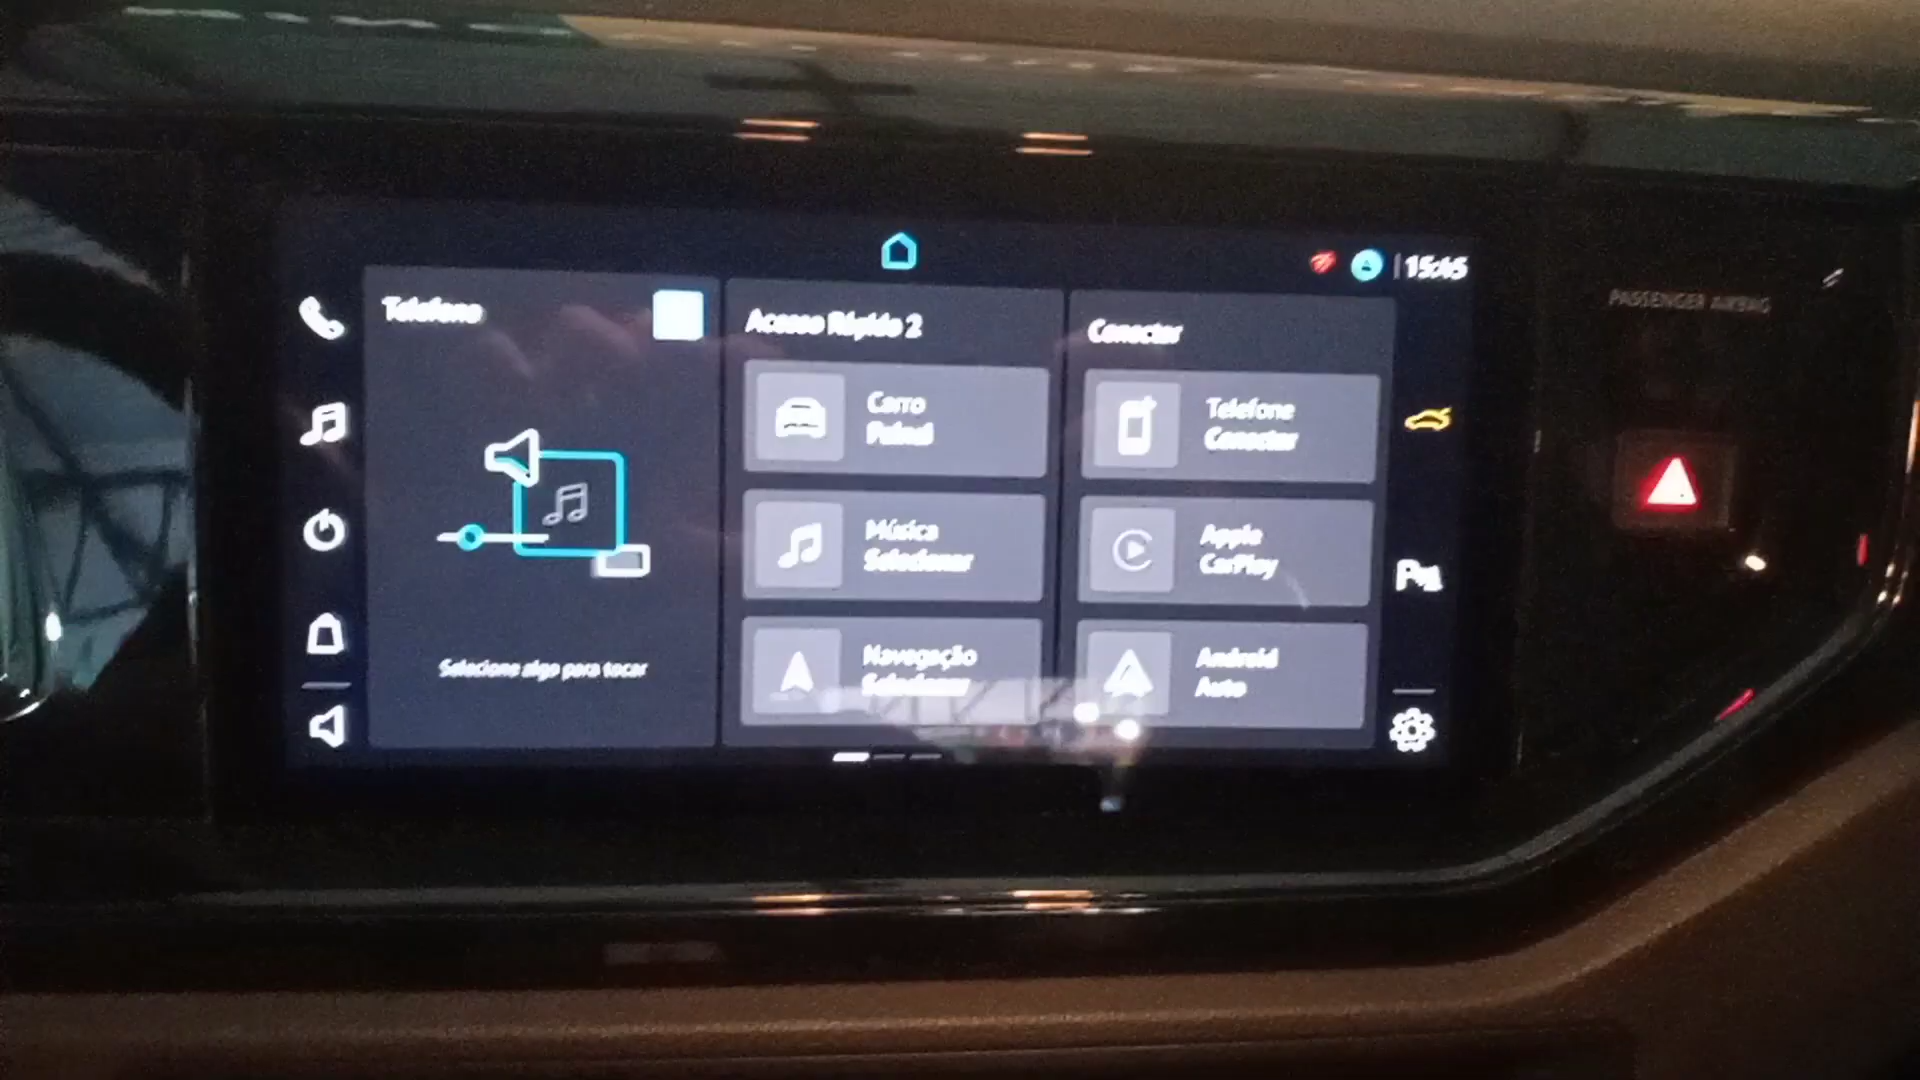 15:45
PASSENGER AIRBAG
Telefone
Acesso Rápido 2
Conectar
Carro
Painel
Telefone
Conectar
Música
Selecionar
Apple
CarPlay
Navegação
Selecionar
Android
Auto
Selecione algo para tocar